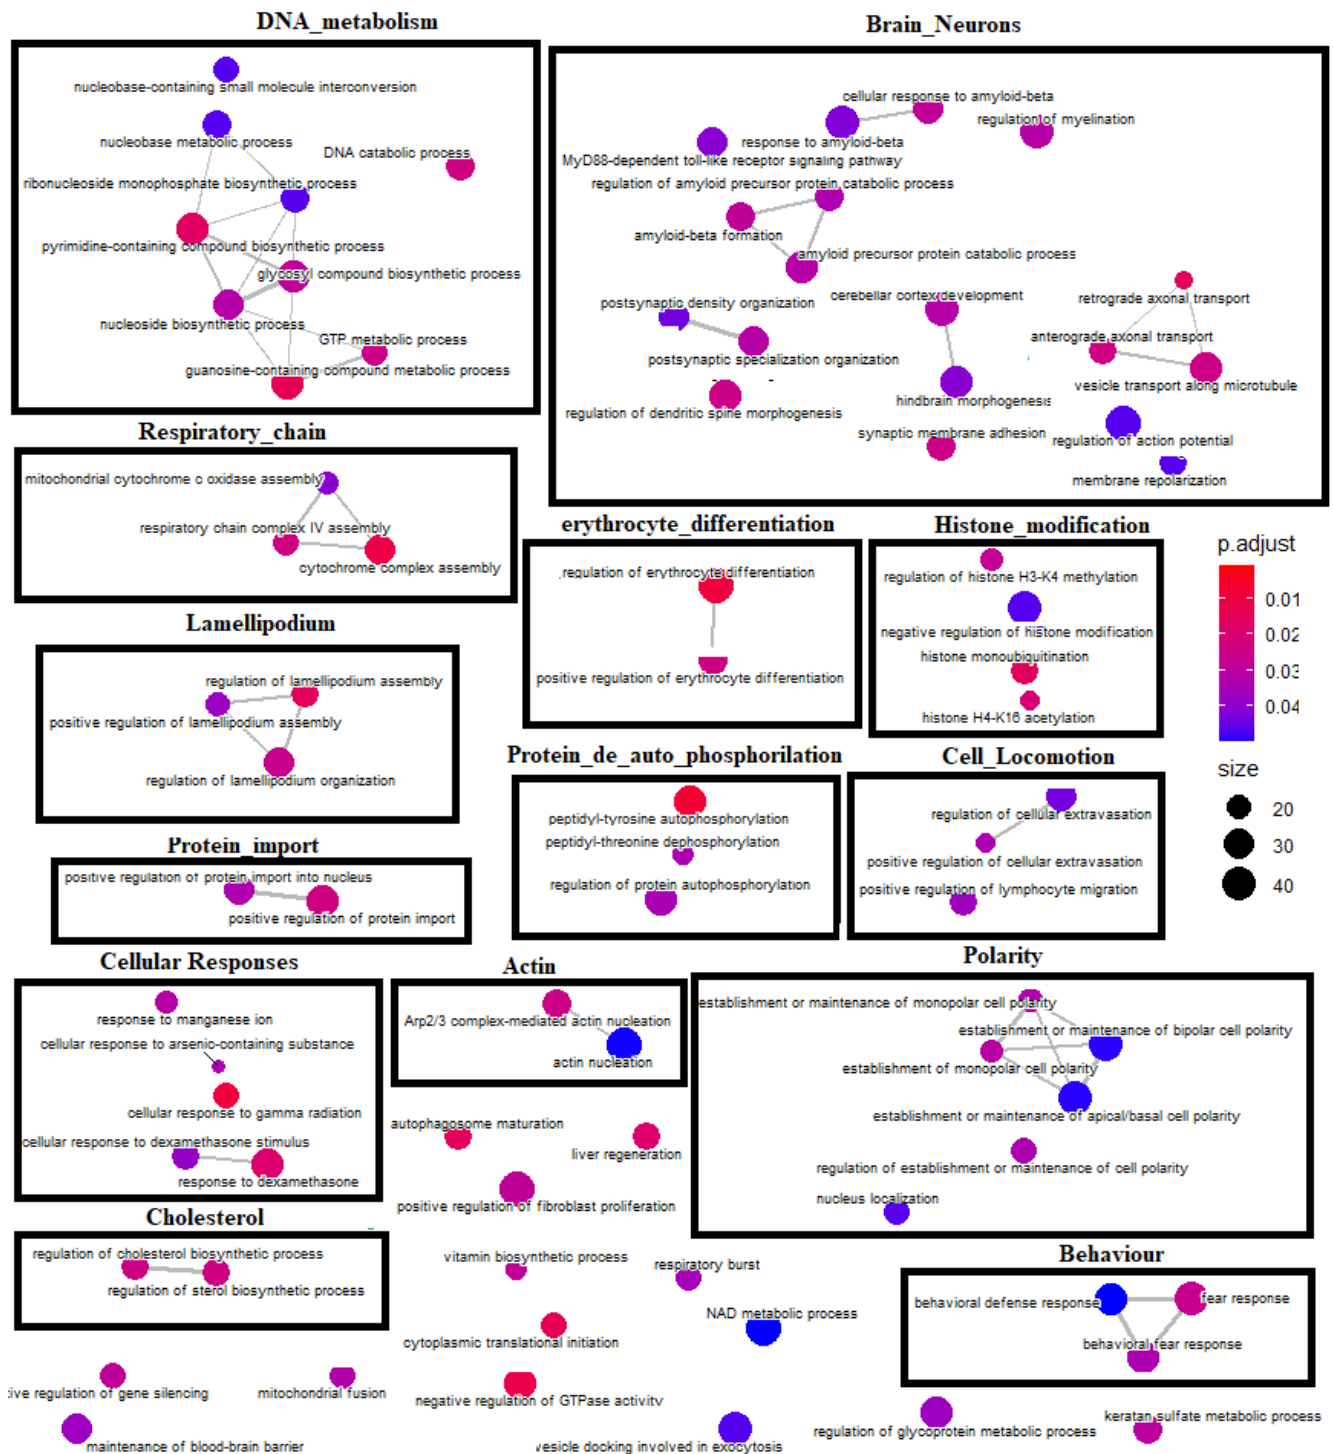 DNA_metabolism
nucleobase-containing small molecule interconversion
nucleobase metabolic process
DNA catabolic process
ribonucleoside monophosphate biosynthetic process
pyrimidine-containing compound biosynthetic process
glycosyl compound biosynthetic process
nucleoside biosynthetic process
GTP metabolic process
guanosine-containing compound metabolic process
Brain_Neurons
cellular response to amyloid-beta
regulation of myelination
response to amyloid-beta
MyD88-dependent toll-like receptor signaling pathway
regulation of amyloid precursor protein catabolic process
amyloid-beta formation
amyloid precursor protein catabolic process
postsynaptic density organization
cerebellar cortex development
retrograde axonal transport
anterograde axonal transport
postsynaptic specialization organization
vesicle transport along microtubule
hindbrain morphogenesis
regulation of dendritic spine morphogenesis
synaptic membrane adhesion
regulation of action potential
membrane repolarization
Respiratory_chain
mitochondrial cytochrome c oxidase assembly
respiratory chain complex IV assembly
cytochrome complex assembly
erythrocyte_differentiation
regulation of erythrocyte differentiation
positive regulation of erythrocyte differentiation
Histone_modification
regulation of histone H3-K4 methylation
negative regulation of histone modification
histone monoubiquitination
histone H4-K16 acetylation
p.adjust
0.01
0.02
0.03
0.04
size
20
30
40
Lamellipodium
regulation of lamellipodium assembly
positive regulation of lamellipodium assembly
regulation of lamellipodium organization
Protein_de_auto_phosphorilation
peptidyl-tyrosine autophosphorylation
peptidyl-threonine dephosphorylation
regulation of protein autophosphorylation
Cell_Locomotion
regulation of cellular extravasation
positive regulation of cellular extravasation
positive regulation of lymphocyte migration
Protein_import
positive regulation of protein import into nucleus
positive regulation of protein import
Cellular Responses
response to manganese ion
cellular response to arsenic-containing substance
cellular response to gamma radiation
cellular response to dexamethasone stimulus
response to dexamethasone
Actin
Arp2/3 complex-mediated actin nucleation
actin nucleation
Polarity
establishment or maintenance of monopolar cell polarity
establishment or maintenance of bipolar cell polarity
establishment of monopolar cell polarity
establishment or maintenance of apical/basal cell polarity
regulation of establishment or maintenance of cell polarity
nucleus localization
autophagosome maturation
liver regeneration
positive regulation of fibroblast proliferation
Cholesterol
regulation of cholesterol biosynthetic process
regulation of sterol biosynthetic process
vitamin biosynthetic process
respiratory burst
NAD metabolic process
cytoplasmic translational initiation
Behaviour
behavioral defense response
fear response
behavioral fear response
ive regulation of gene silencing
mitochondrial fusion
negative regulation of GTPase activity
maintenance of blood-brain barrier
vesicle docking involved in exocytosis
regulation of glycoprotein metabolic process
keratan sulfate metabolic process